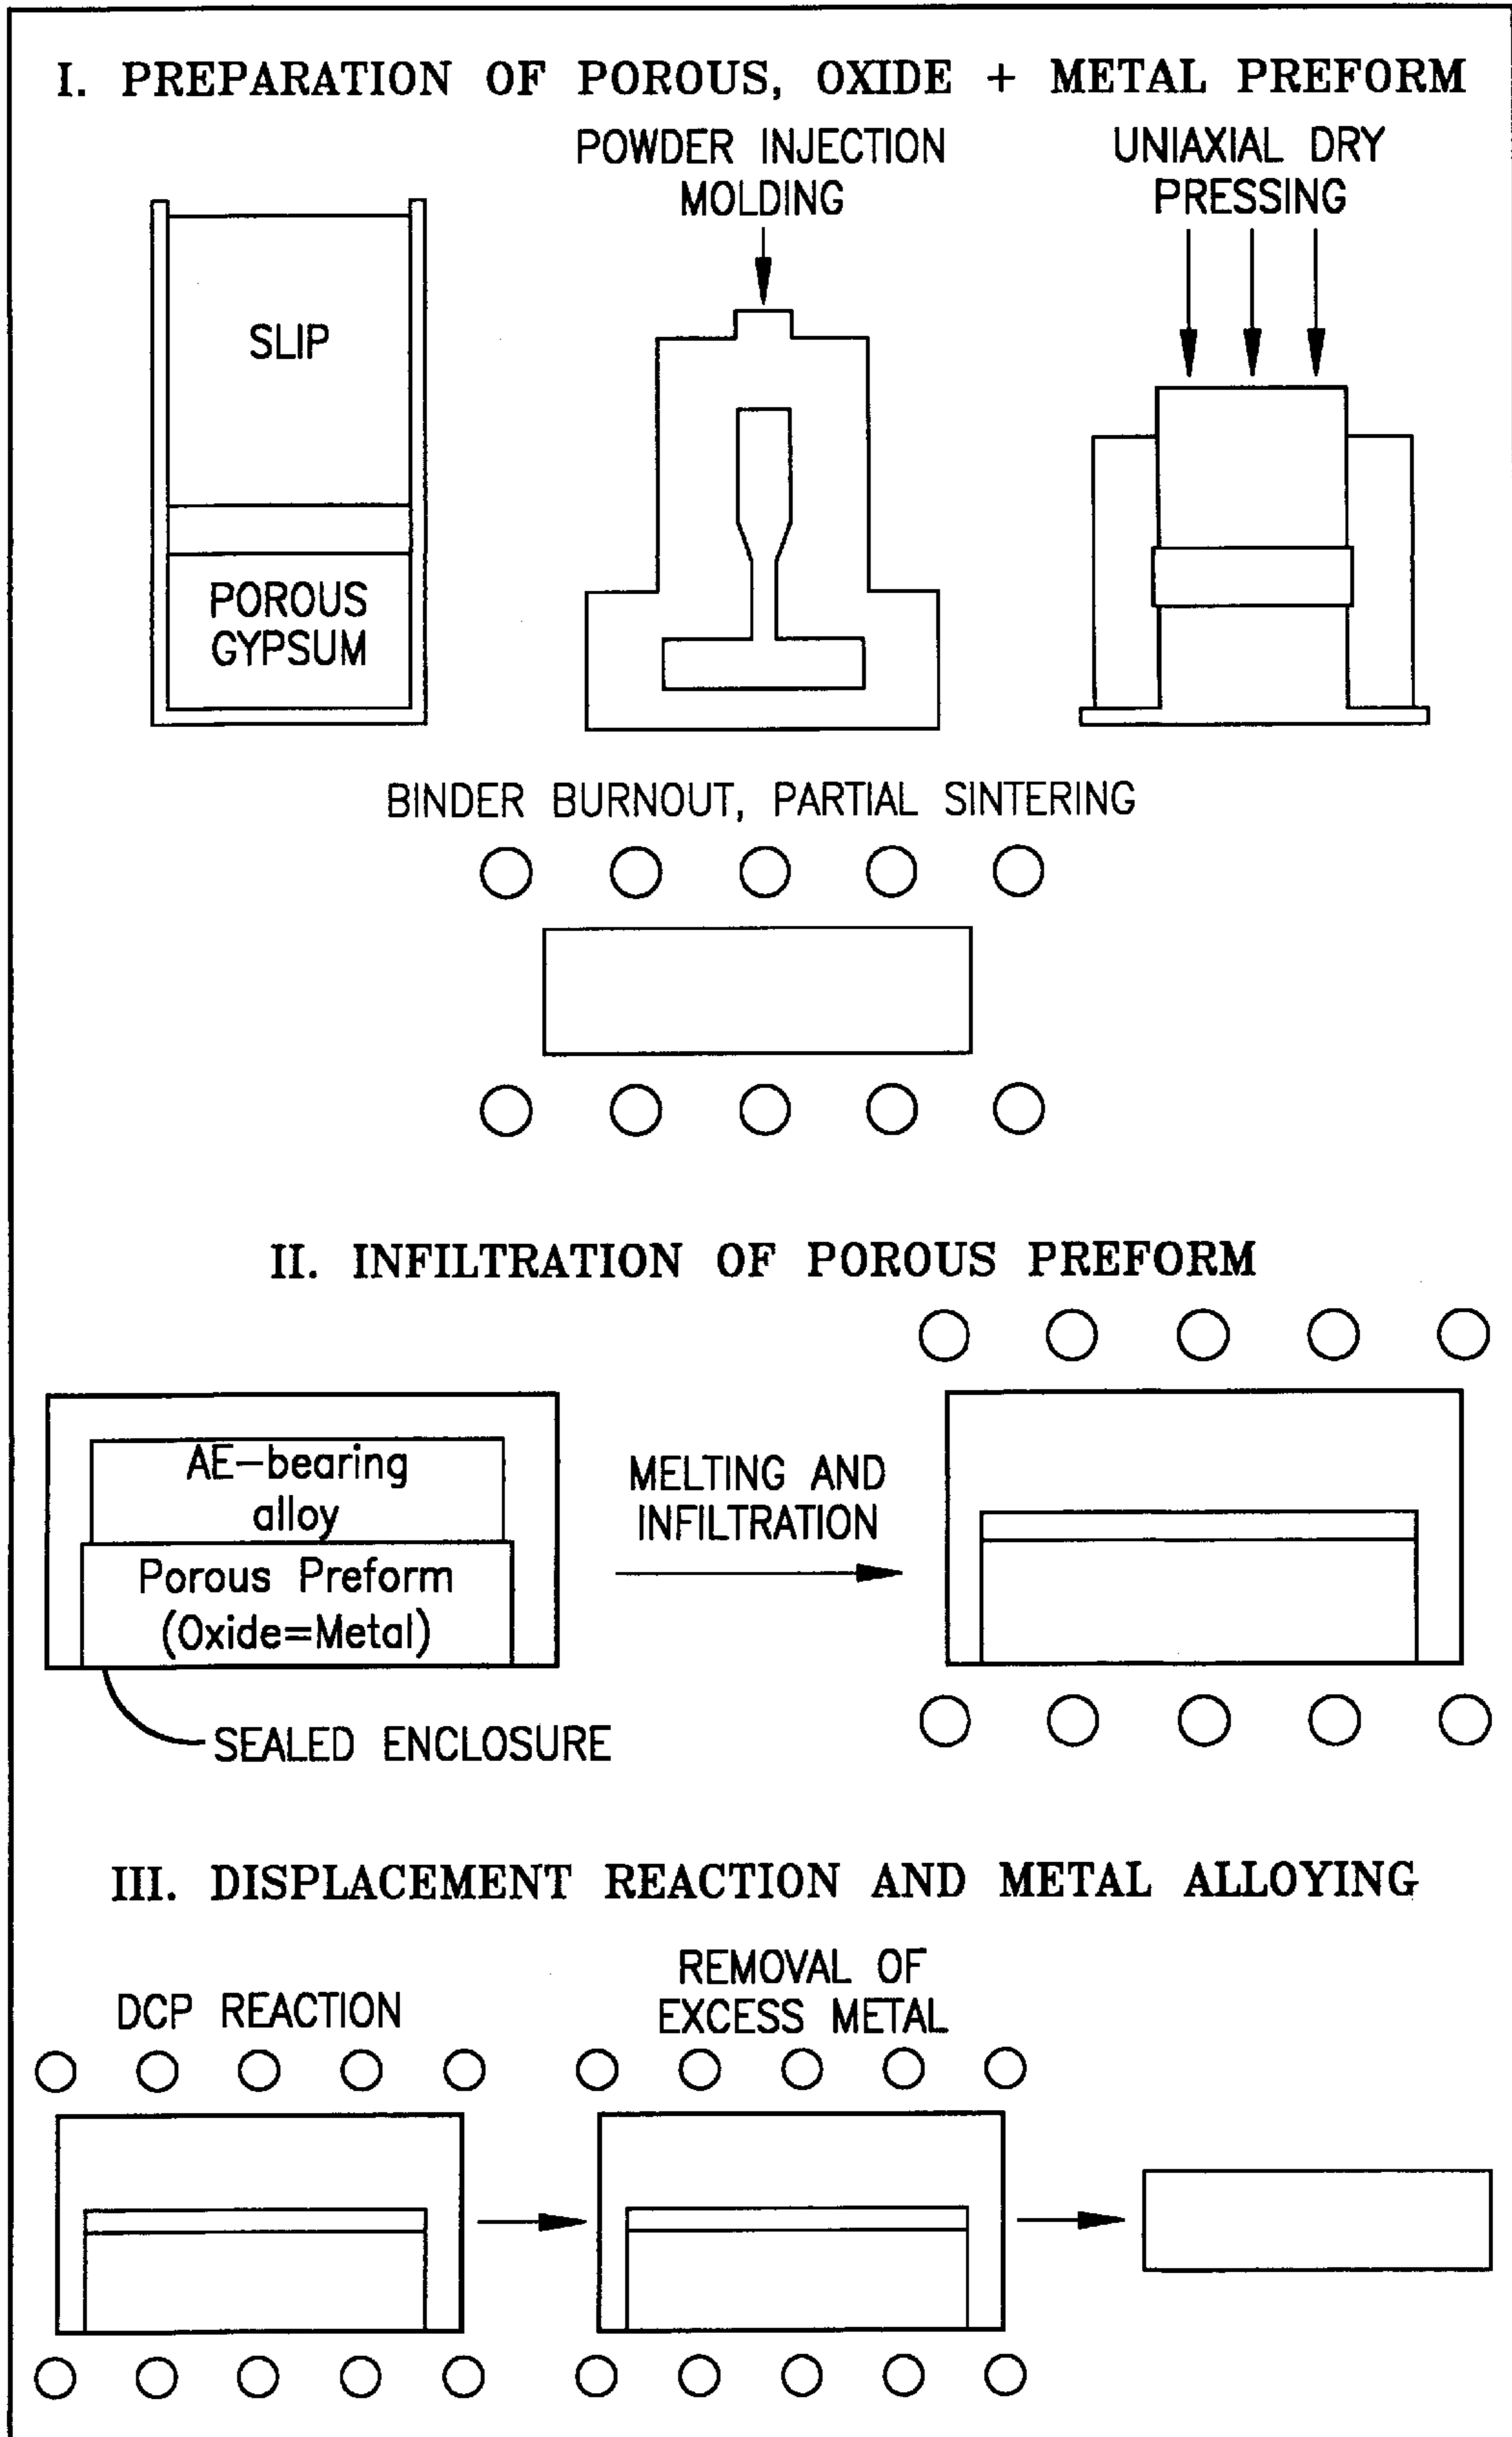 I. PREPARATION OF POROUS, OXIDE + METAL PREFORM
POWDER INJECTION
MOLDING
UNIAXIAL DRY
PRESSING
SLIP
POROUS
GYPSUM
BINDER BURNOUT, PARTIAL SINTERING
II. INFILTRATION OF POROUS PREFORM
AE-bearing
alloy
Porous Preform
(Oxide=Metal)
MELTING AND
INFILTRATION
SEALED ENCLOSURE
III. DISPLACEMENT REACTION AND METAL ALLOYING
DCP REACTION
REMOVAL OF
EXCESS METAL